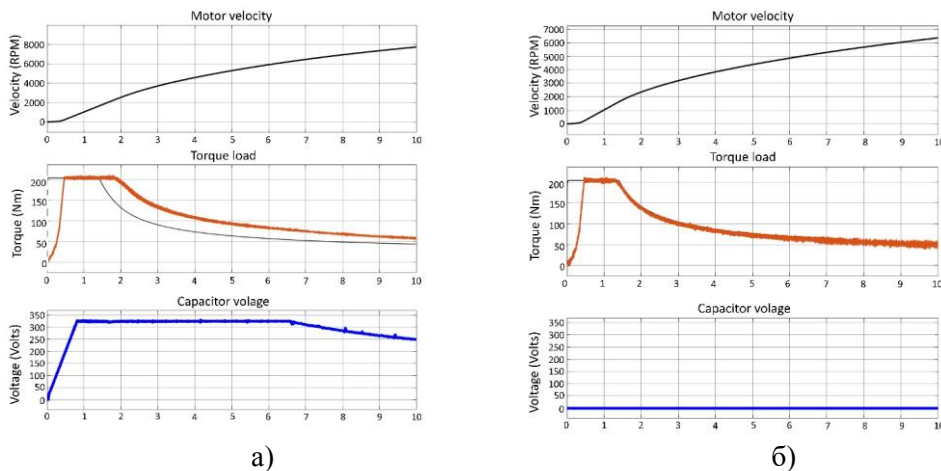 Motor velocity
Velocity (RPM)
8000
6000
4000
2000
0
0 1 2 3 4 5 6 7 8 9 10
Torque load
Torque (Nm)
200
150
100
50
0
0 1 2 3 4 5 6 7 8 9 10
Capacitor volage
Voltage (Volts)
350
300
250
200
150
100
50
0
0 1 2 3 4 5 6 7 8 9 10
а)
Motor velocity
Velocity (RPM)
7000
6000
5000
4000
3000
2000
1000
0
0 1 2 3 4 5 6 7 8 9 10
Torque load
Torque (Nm)
200
150
100
50
0
0 1 2 3 4 5 6 7 8 9 10
Capacitor volage
Voltage (Volts)
350
300
250
200
150
100
50
0
0 1 2 3 4 5 6 7 8 9 10
б)